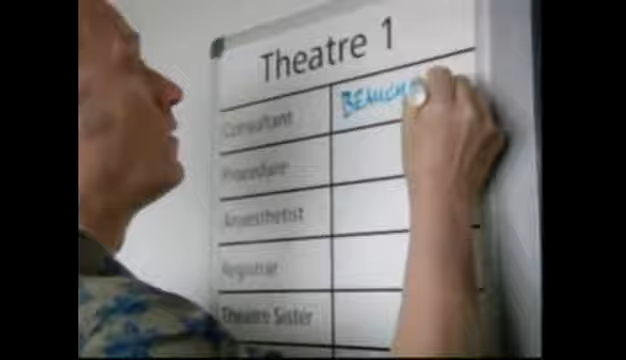 Theatre 1
Consultant
Procedure
Anaesthetist
Registrar
Theatre Sister